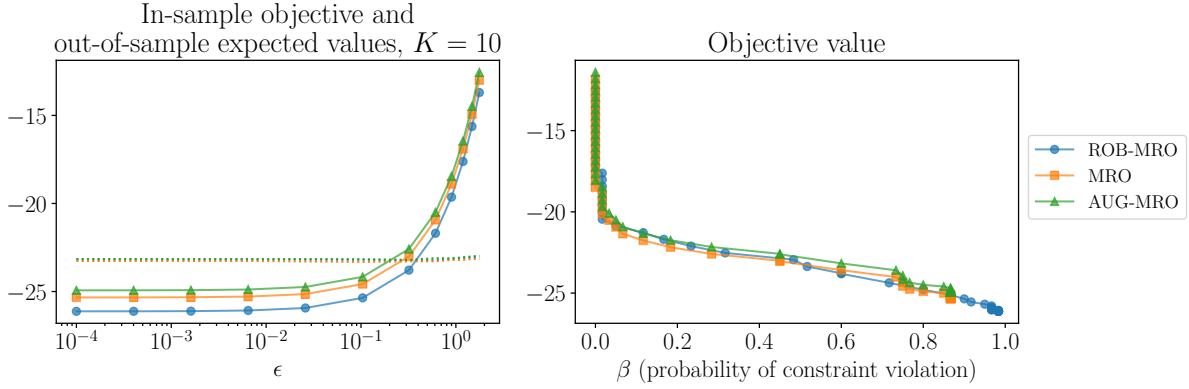 In-sample objective and
out-of-sample expected values, K = 10
−15
−20
−25
10⁻⁴
10⁻³
10⁻²
10⁻¹
10⁰
ϵ
Objective value
−15
−20
−25
0.0
0.2
0.4
0.6
0.8
1.0
β (probability of constraint violation)
ROB-MRO
MRO
AUG-MRO